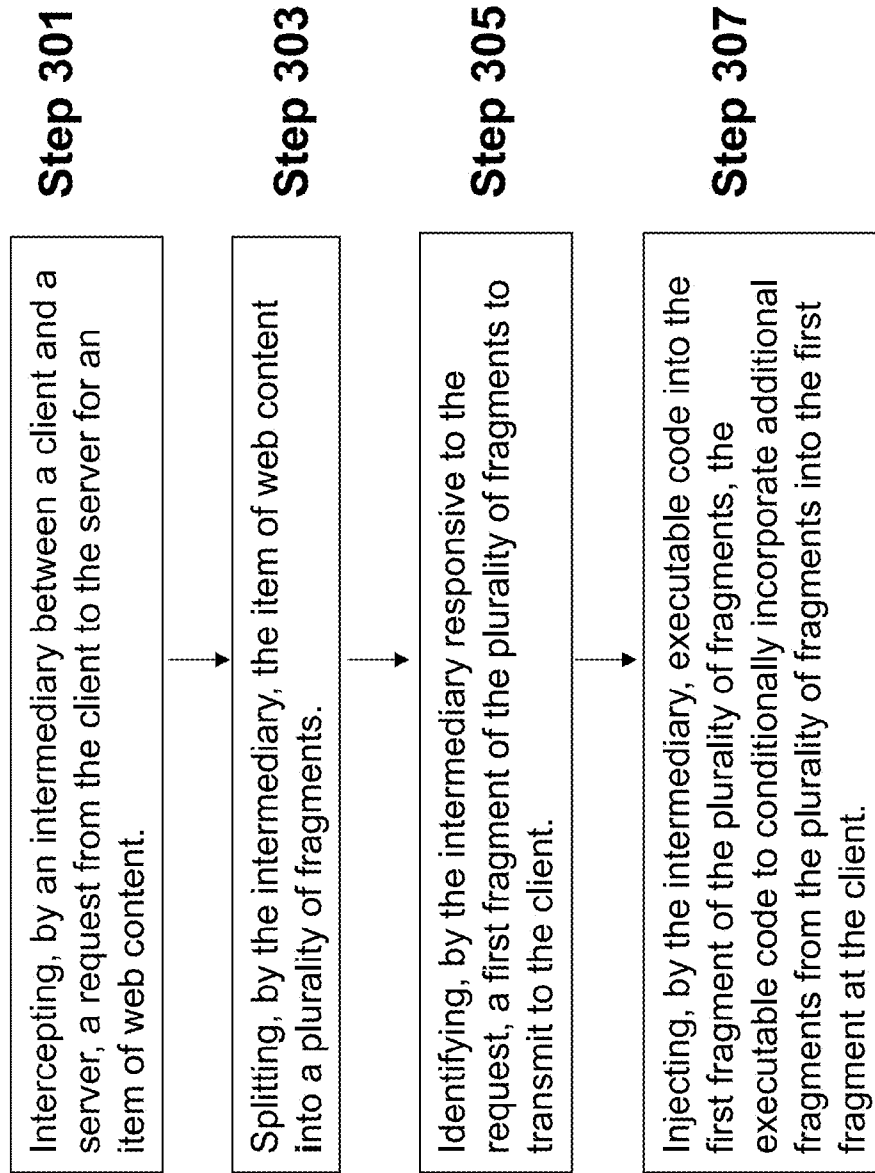 Intercepting, by an intermediary between a client and a
server, a request from the client to the server for an
item of web content.
Step 301
Splitting, by the intermediary, the item of web content
into a plurality of fragments.
Step 303
Identifying, by the intermediary responsive to the
request, a first fragment of the plurality of fragments to
transmit to the client.
Step 305
Injecting, by the intermediary, executable code into the
first fragment of the plurality of fragments, the
executable code to conditionally incorporate additional
fragments from the plurality of fragments into the first
fragment at the client.
Step 307